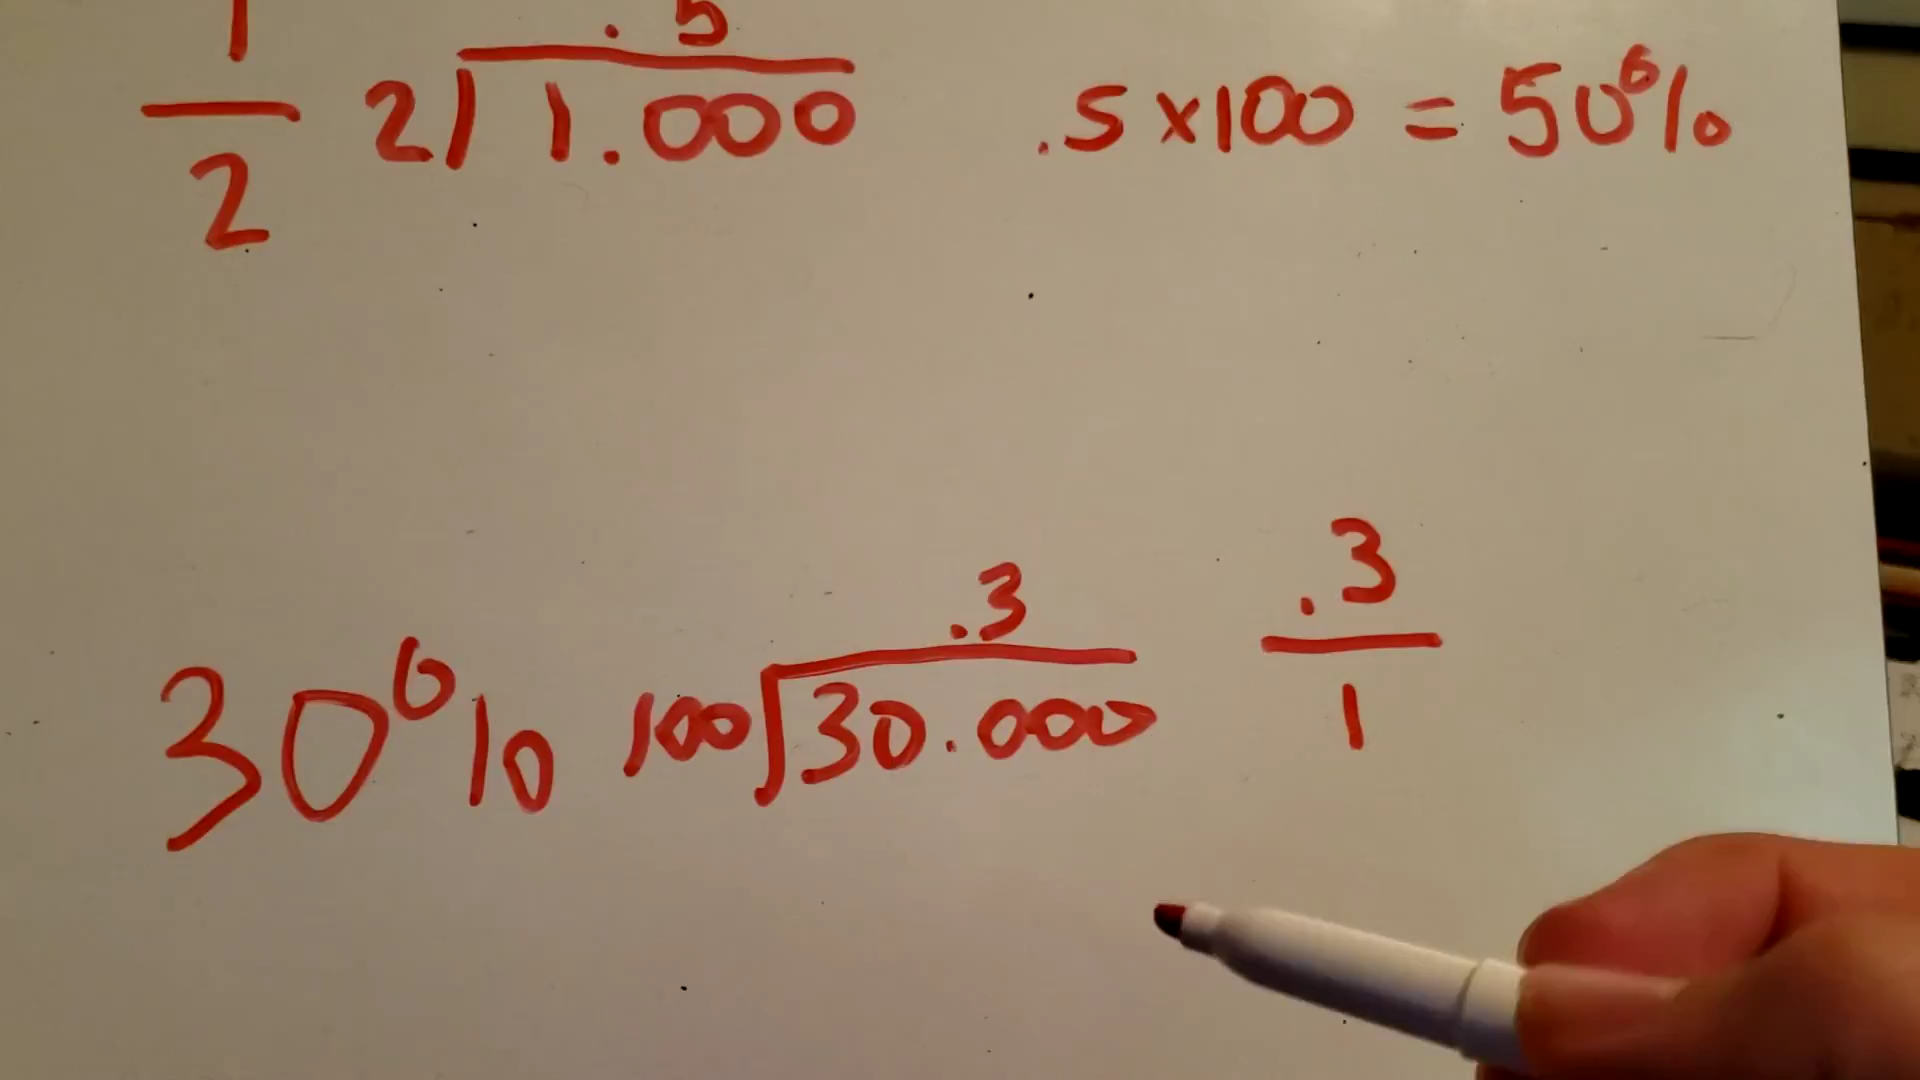 1/2 2) 1.000 .5 .5 x 100 = 50%
30% 100) 30.000 .3 .3/1